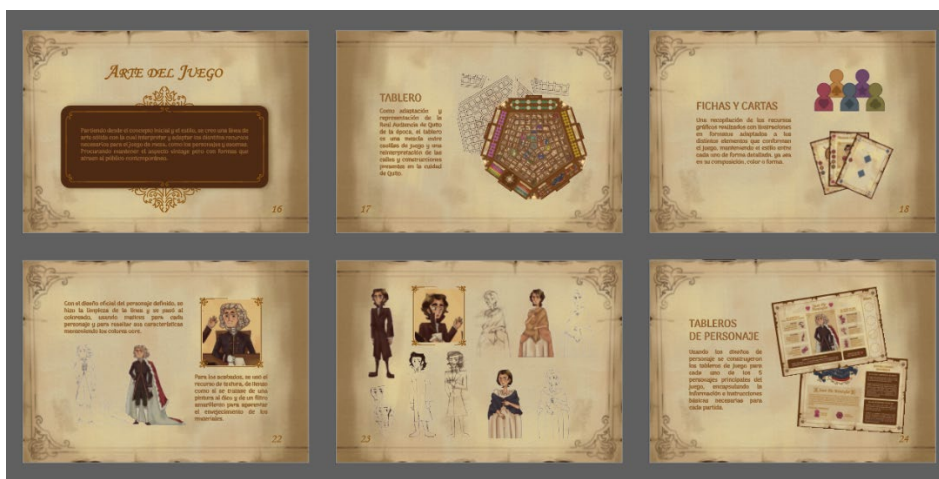 ARTE DEL JUEGO
Partiendo desde el concepto inicial y el estilo, se creo una línea de
arte sólida con la cual interpretar y adaptar los distintos recursos
necesarios para el juego de mesa, como los personajes y escenas.
Procurando mantener el aspecto vintage pero con formas que
atraen al público contemporáneo.
16
TABLERO
Como adaptación y
representación de la
Real Audiencia de Quito
de la época, el tablero
es una mezcla entre
casillas de juego y una
reinterpretación de las
calles y
presentes en la cuidad
de Quito.
17
FICHAS Y CARTAS
Una recopilación de los recursos
gráficos realizados con ilustraciones
en formatos adaptados a los
distintos elementos que conforman
el juego, manteniendo el estilo entre
cada uno de forma detallada, ya sea
en su composicion, color o forma.
18
Con el diseño oficial del personaje definido, se
hizo la limpieza de la línea y se pasó al
coloreado, usando matices para cada
personaje y para resaltar sus características
manteniendo los colores
Para los acabados, se usó el
recurso de textura, de lienzo
como si se tratase de una
pintura al óleo y de un filtro
amarillento para aparentar
el envejecimiento de los
materiales.
22
23
TABLEROS
DE PERSONAJE
Usando los diseños de
personaje se construyeron
los tableros de juego para
cada uno de los 5
personajes principales del
juego, encapsulando la
información e instrucciones
básicas necesarias para
cada partida.
24